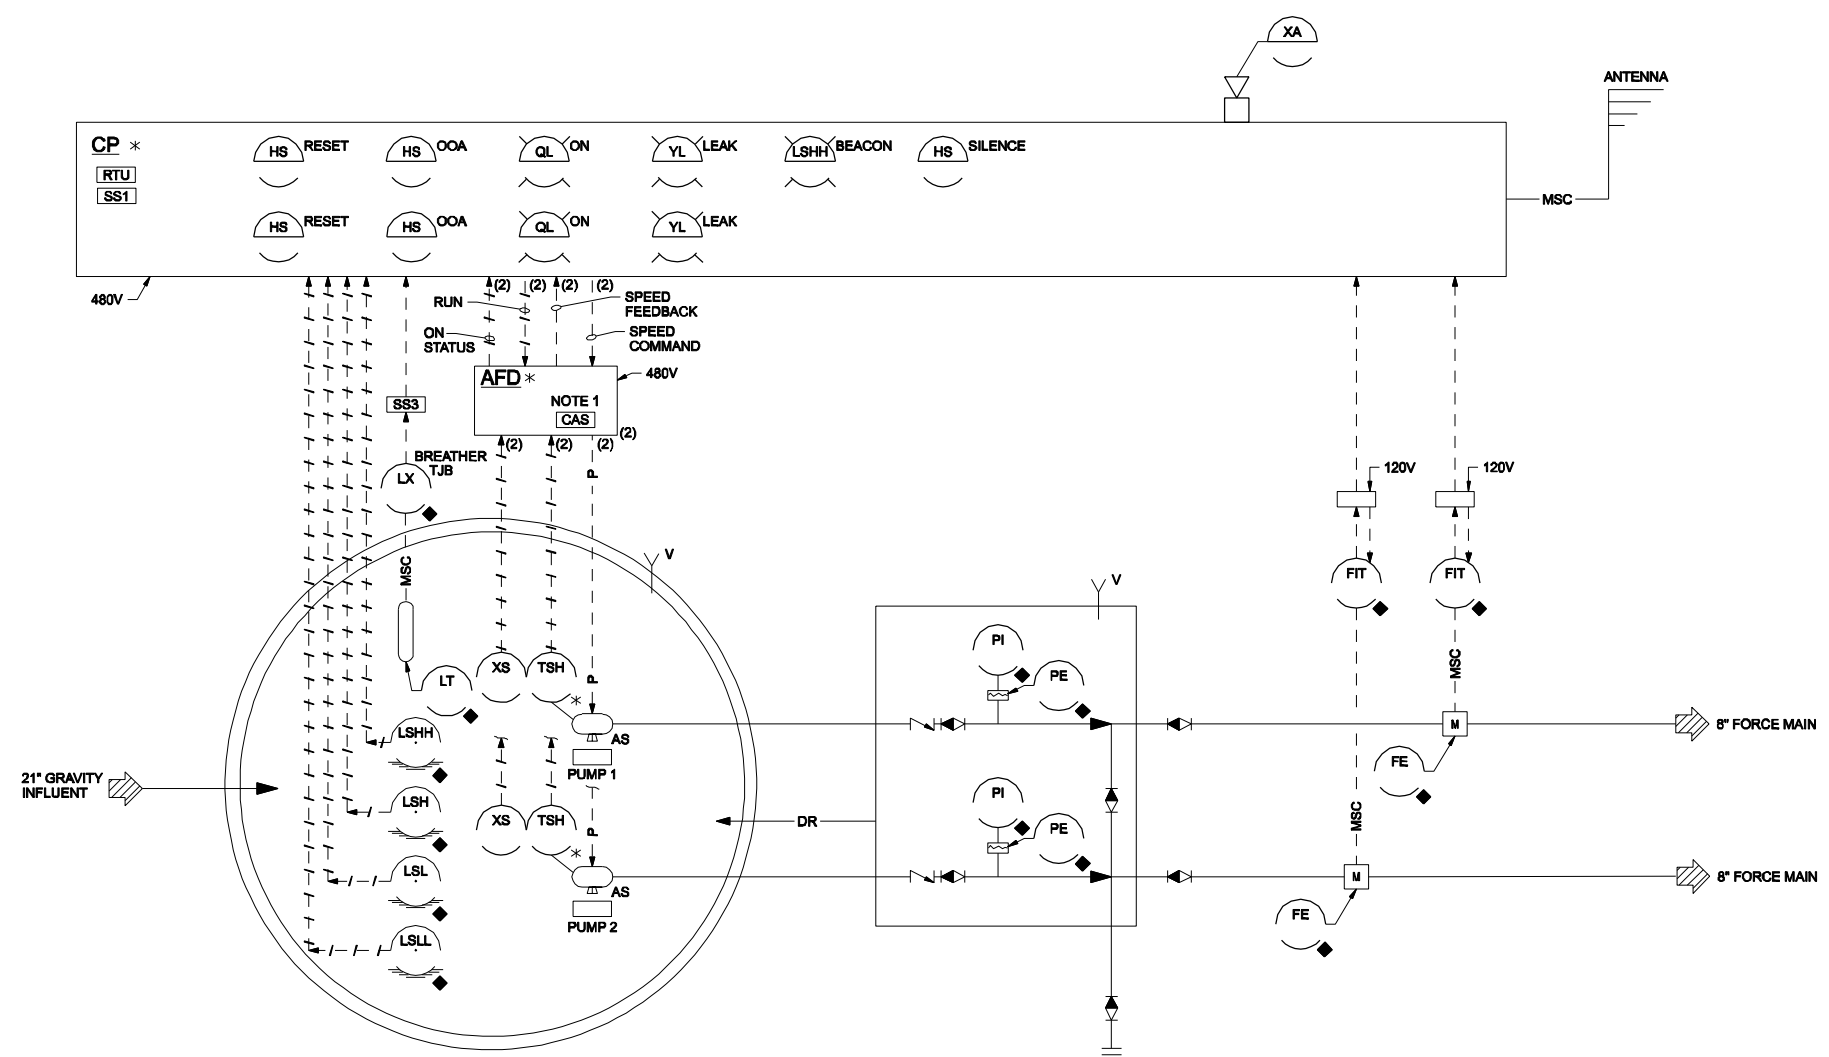 XA
ANTENNA
CP *
RTU
SS1
HS RESET
HS OOA
QL ON
YL LEAK
LSHH BEACON
HS SILENCE
HS RESET
HS OOA
QL ON
YL LEAK
MSC
480V
(2) (2) (2) (2)
RUN
ON
STATUS
SPEED
FEEDBACK
SPEED
COMMAND
AFD *
480V
NOTE 1
CAS
(2)
(2) (2) (2)
SS3
BREATHER
TJB
LX
P
120V
120V
MSC
V
V
FIT
FIT
XS
TSH
*
P
LT
LSHH
AS
PUMP 1
PI
PE
MSC
M
8" FORCE MAIN
FE
21" GRAVITY
INFLUENT
LSH
XS
TSH
*
P
DR
PI
PE
MSC
LSL
AS
PUMP 2
M
8" FORCE MAIN
FE
LSLL